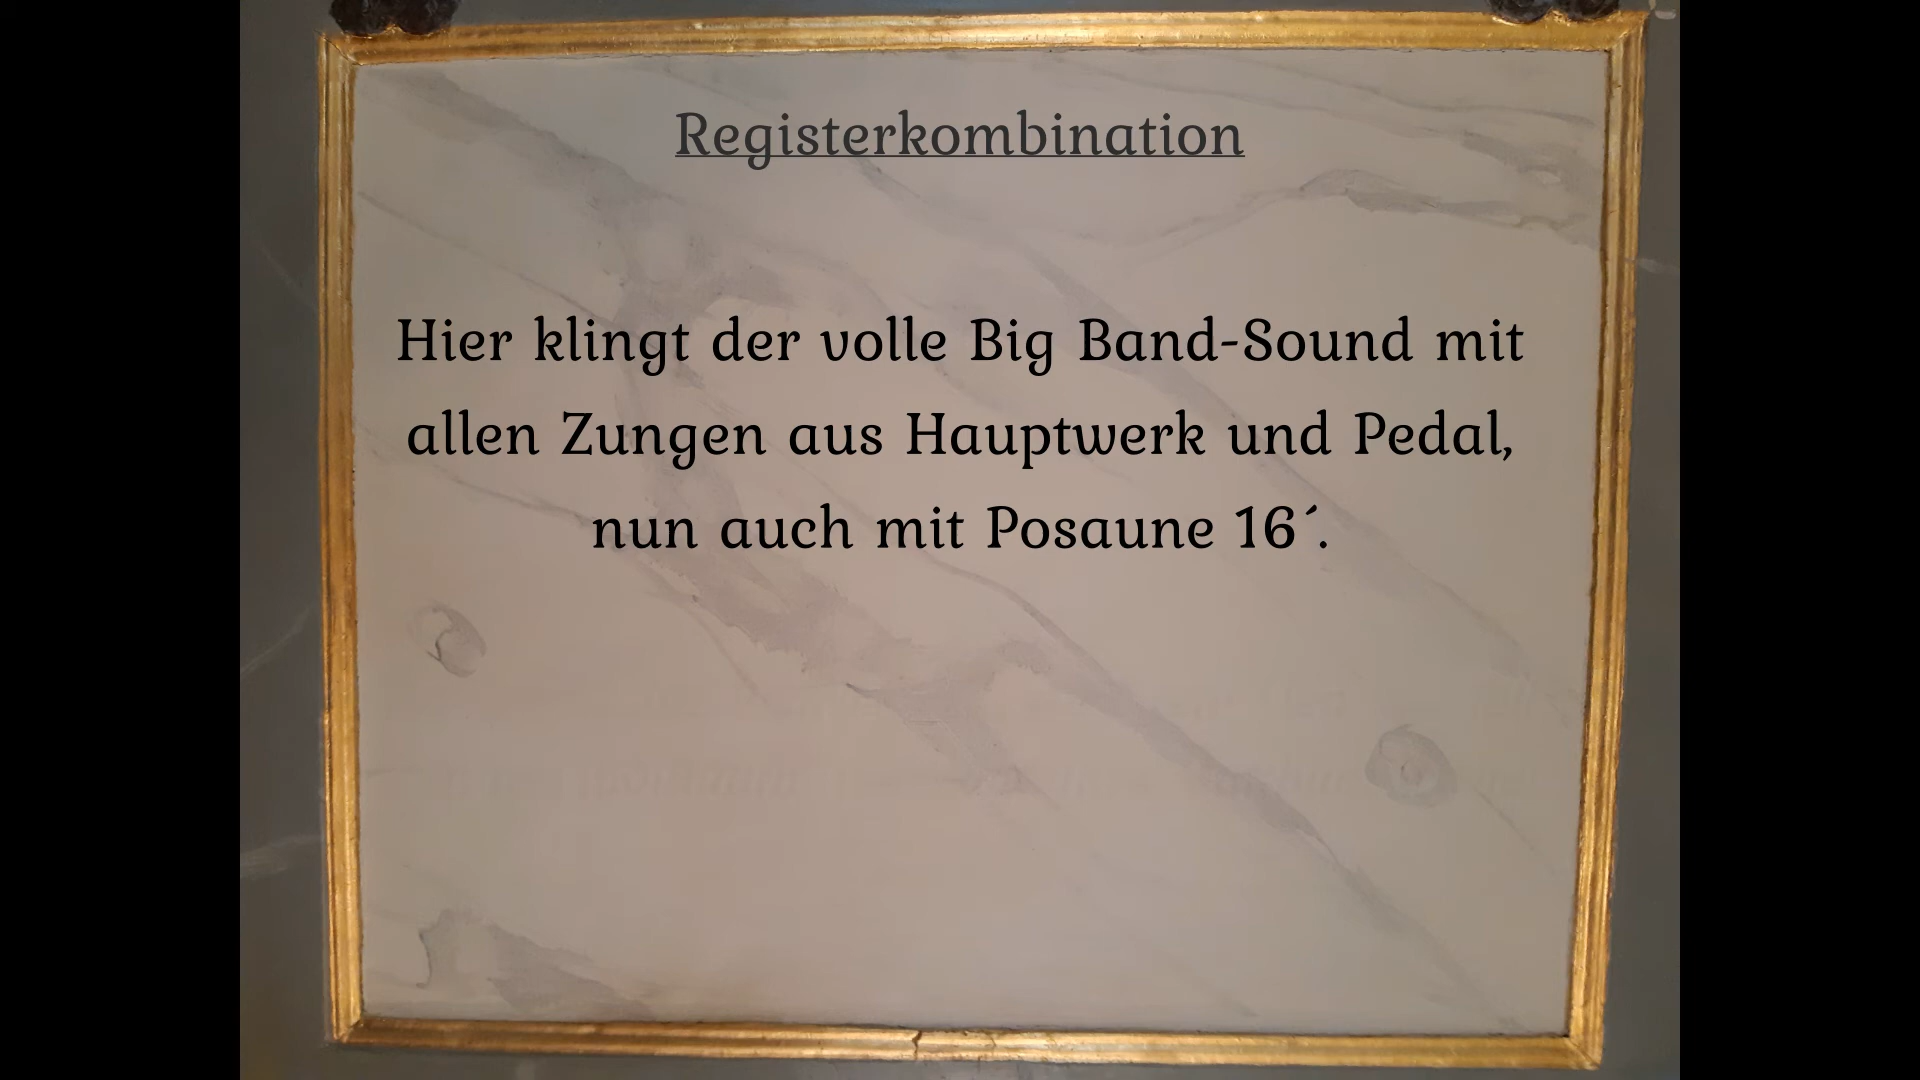 Registerkombination
Hier klingt der volle Big Band-Sound mit
allen Zungen aus Hauptwerk und Pedal,
nun auch mit Posaune 16´.